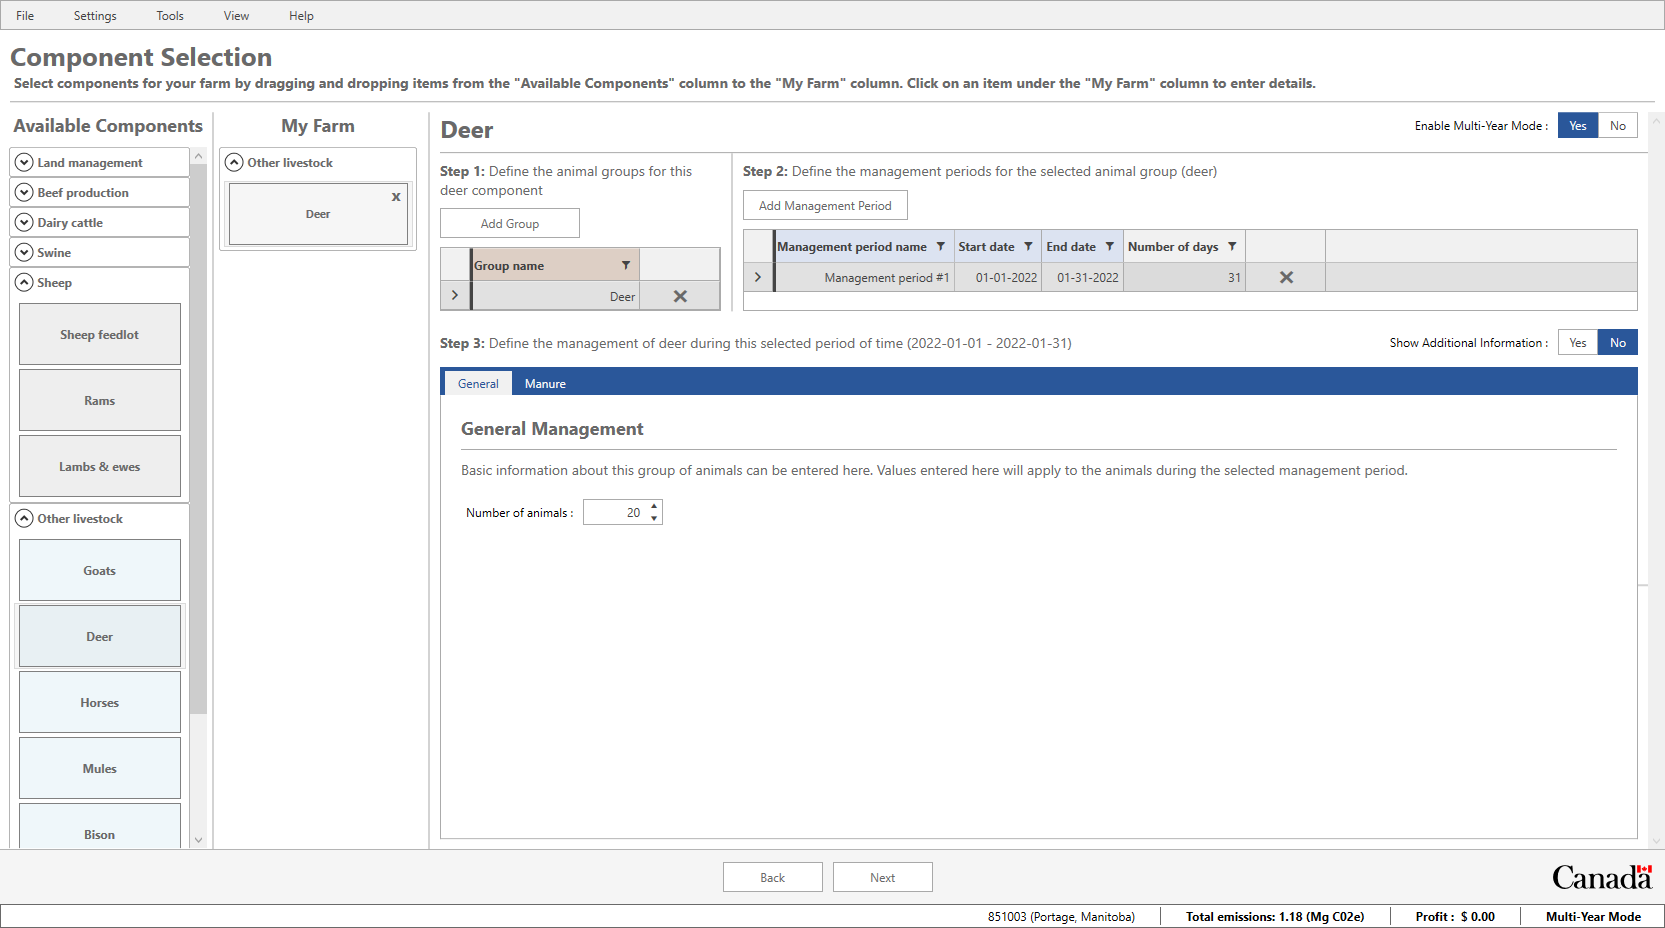 File Settings Tools View Help
Component Selection
Select components for your farm by dragging and dropping items from the "Available Components" column to the "My Farm" column. Click on an item under the "My Farm" column to enter details.
Available Components
Land management
Beef production
Dairy cattle
Swine
Sheep
Sheep feedlot
Rams
Lambs & ewes
Other livestock
Goats
Deer
Horses
Mules
Bison
My Farm
Other livestock
x
Deer
Deer
Enable Multi-Year Mode : Yes No
Step 1: Define the animal groups for this
deer component
Add Group
Group name
Deer
Step 2: Define the management periods for the selected animal group (deer)
Add Management Period
Management period name Start date End date Number of days
Management period #1 01-01-2022 01-31-2022 31
Step 3: Define the management of deer during this selected period of time (2022-01-01 - 2022-01-31)
Show Additional Information : Yes No
General Manure
General Management
Basic information about this group of animals can be entered here. Values entered here will apply to the animals during the selected management period.
Number of animals : 20
Back Next
Canada
851003 (Portage, Manitoba) Total emissions: 1.18 (Mg C02e) Profit : $ 0.00 Multi-Year Mode